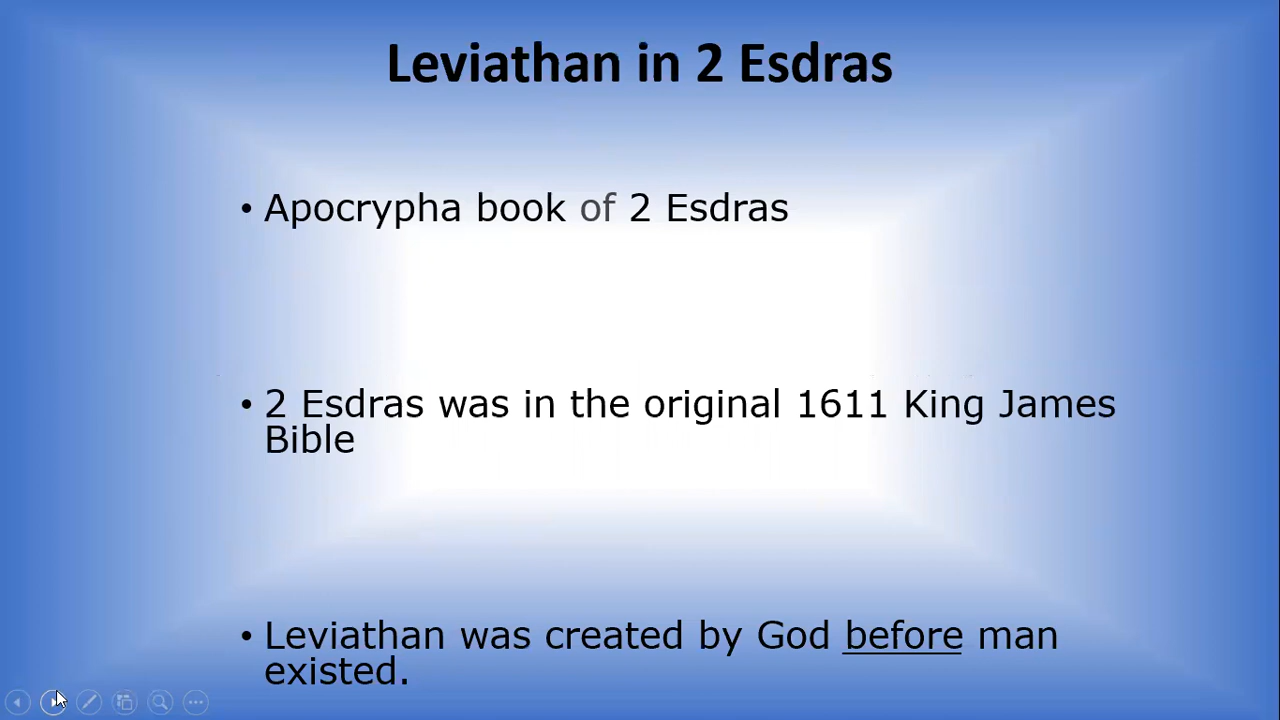 Leviathan in 2 Esdras
• Apocrypha book of 2 Esdras
• 2 Esdras was in the original 1611 King James
Bible
• Leviathan was created by God before man
existed.